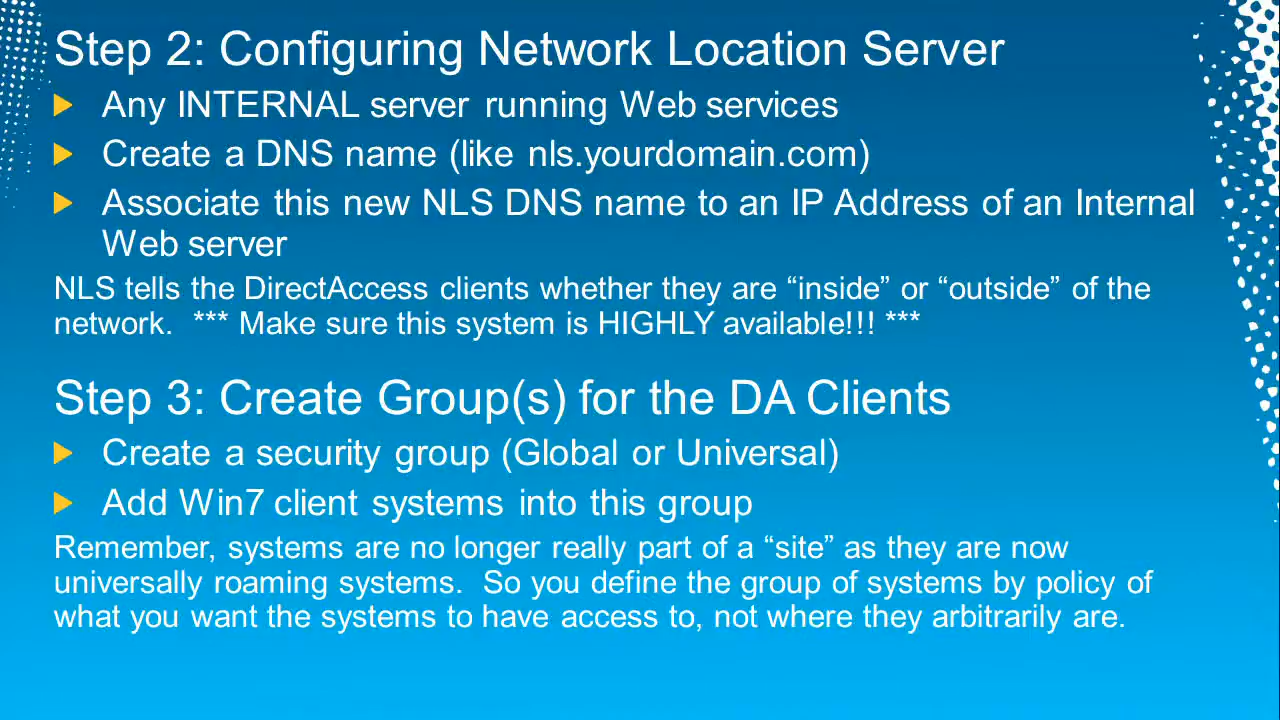 Step 2: Configuring Network Location Server
Any INTERNAL server running Web services
Create a DNS name (like nls.yourdomain.com)
Associate this new NLS DNS name to an IP Address of an Internal
Web server
NLS tells the DirectAccess clients whether they are “inside” or “outside” of the
network.  *** Make sure this system is HIGHLY available!!! ***
Step 3: Create Group(s) for the DA Clients
Create a security group (Global or Universal)
Add Win7 client systems into this group
Remember, systems are no longer really part of a “site” as they are now
universally roaming systems.  So you define the group of systems by policy of
what you want the systems to have access to, not where they arbitrarily are.